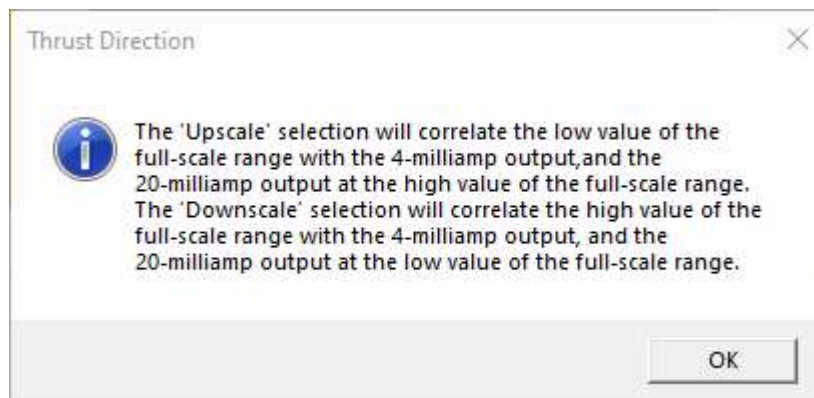 Thrust Direction
The 'Upscale' selection will correlate the low value of the
full-scale range with the 4-milliamp output,and the
20-milliamp output at the high value of the full-scale range.
The 'Downscale' selection will correlate the high value of the
full-scale range with the 4-milliamp output, and the
20-milliamp output at the low value of the full-scale range.
OK